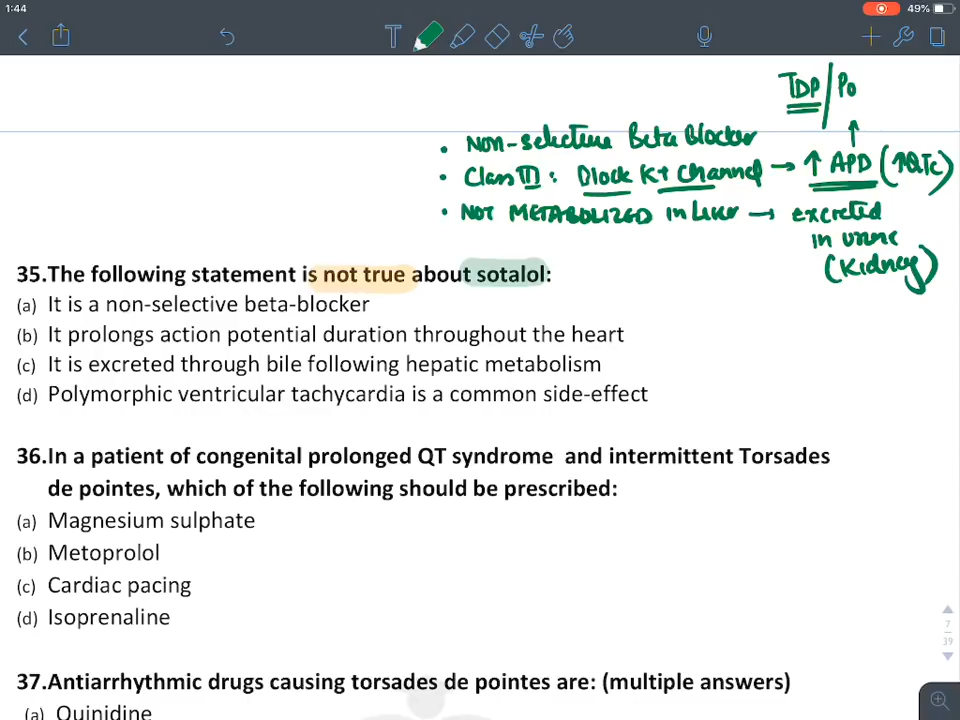 1:44
49%
T
TDP/Po
• Non-selective Beta Blocker
• Class III: Block K+ Channel → ↑ APD (↑QTc)
• NOT METABOLIZED in Liver → excreted
in urine
(Kidney)
35.The following statement is not true about sotalol:
(a) It is a non-selective beta-blocker
(b) It prolongs action potential duration throughout the heart
(c) It is excreted through bile following hepatic metabolism
(d) Polymorphic ventricular tachycardia is a common side-effect
36.In a patient of congenital prolonged QT syndrome and intermittent Torsades
de pointes, which of the following should be prescribed:
(a) Magnesium sulphate
(b) Metoprolol
(c) Cardiac pacing
(d) Isoprenaline
7
39
37.Antiarrhythmic drugs causing torsades de pointes are: (multiple answers)
(a) Quinidine